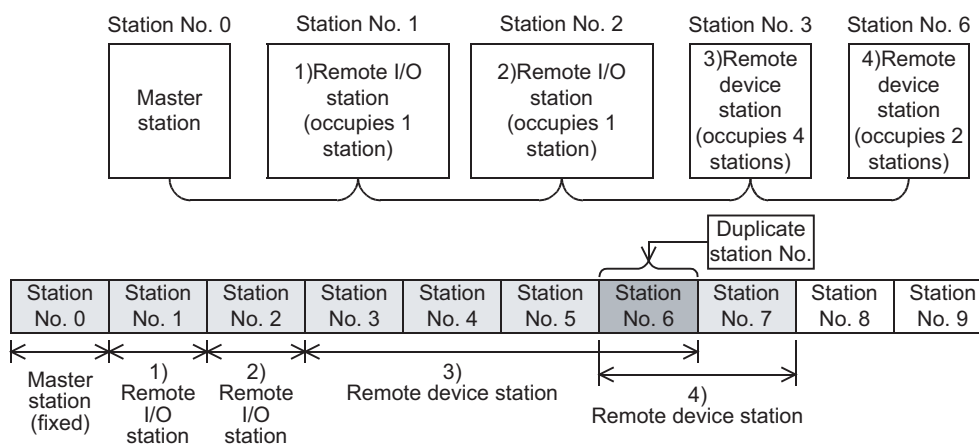 Station No. 0
Station No. 1
Station No. 2
Station No. 3
Station No. 6
Master
station
1)Remote I/O
station
(occupies 1
station)
2)Remote I/O
station
(occupies 1
station)
3)Remote
device
station
(occupies 4
stations)
4)Remote
device
station
(occupies 2
stations)
Duplicate
station No.
Station
No. 0
Station
No. 1
Station
No. 2
Station
No. 3
Station
No. 4
Station
No. 5
Station
No. 6
Station
No. 7
Station
No. 8
Station
No. 9
Master
station
(fixed)
1)
Remote
I/O
station
2)
Remote
I/O
station
3)
Remote device station
4)
Remote device station